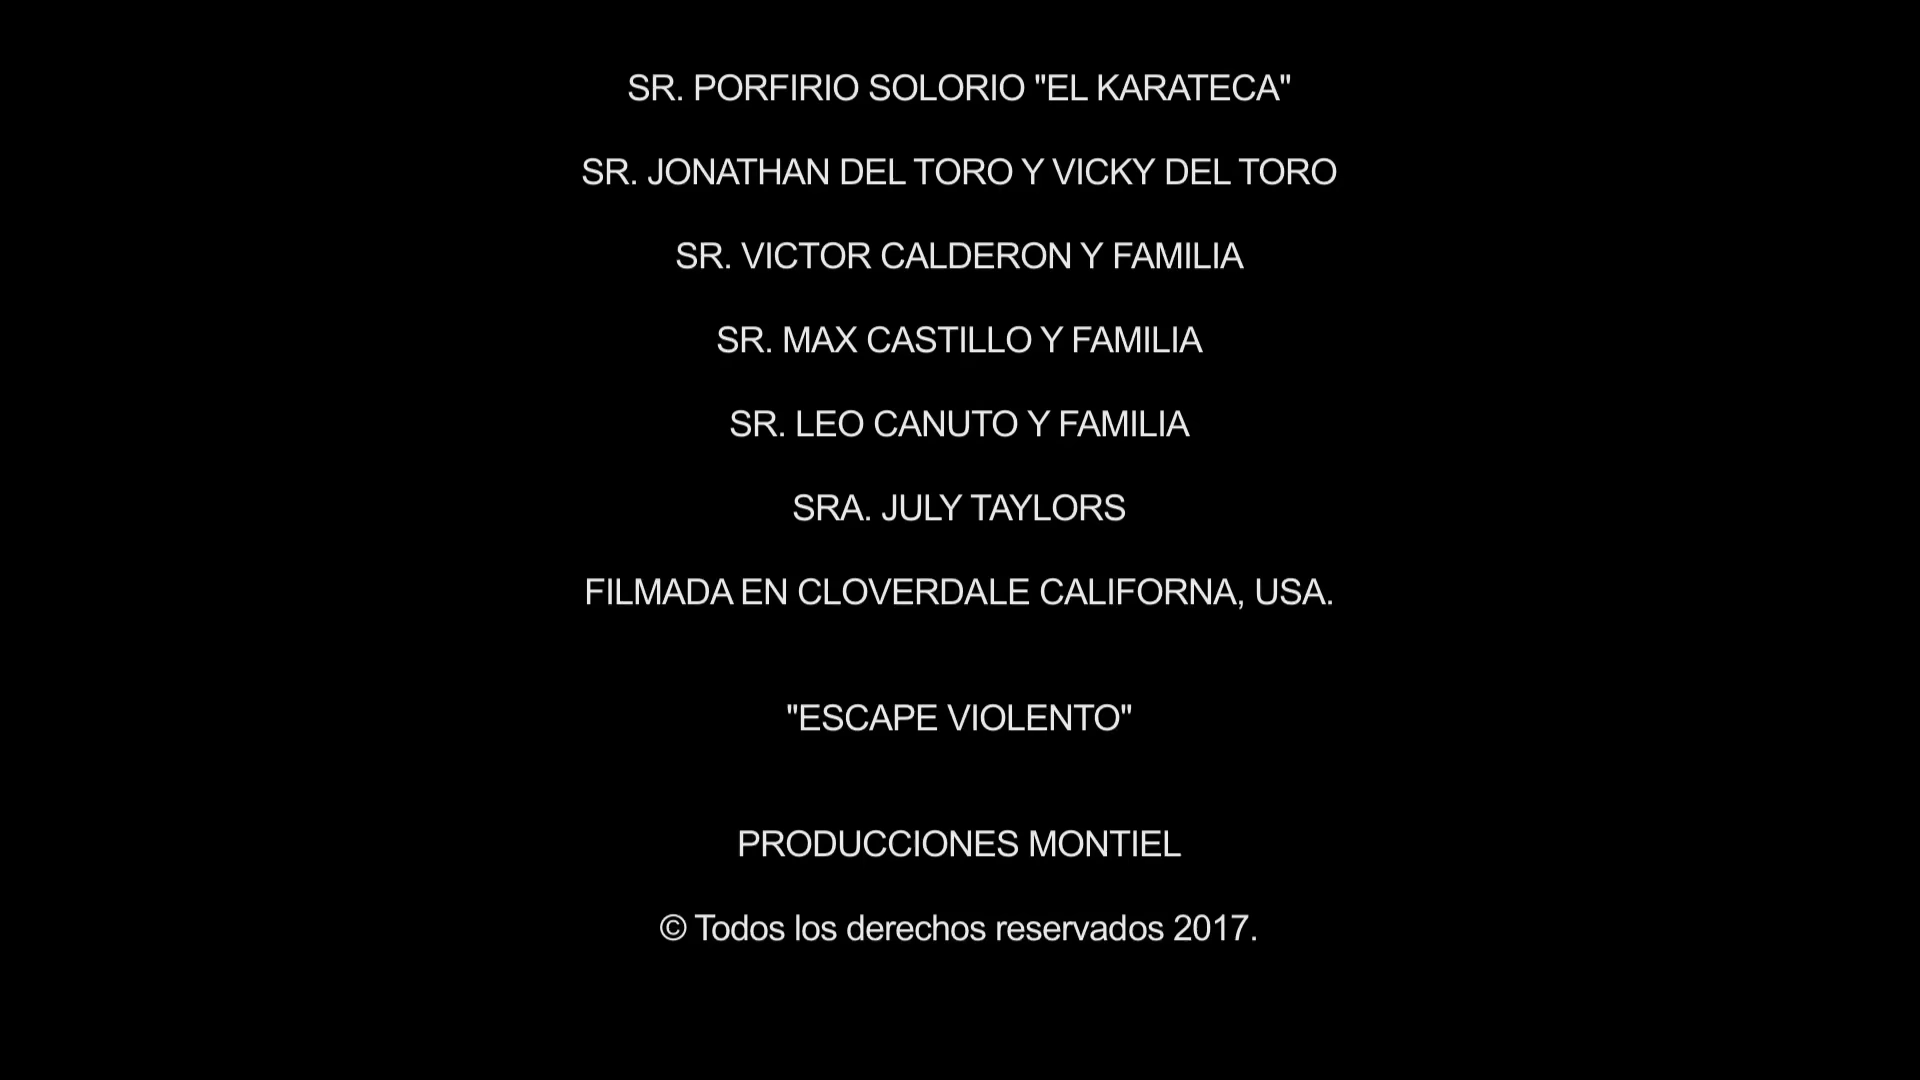 SR. PORFIRIO SOLORIO "EL KARATECA"
SR. JONATHAN DEL TORO Y VICKY DEL TORO
SR. VICTOR CALDERON Y FAMILIA
SR. MAX CASTILLO Y FAMILIA
SR. LEO CANUTO Y FAMILIA
SRA. JULY TAYLORS
FILMADA EN CLOVERDALE CALIFORNA, USA.
"ESCAPE VIOLENTO"
PRODUCCIONES MONTIEL
© Todos los derechos reservados 2017.